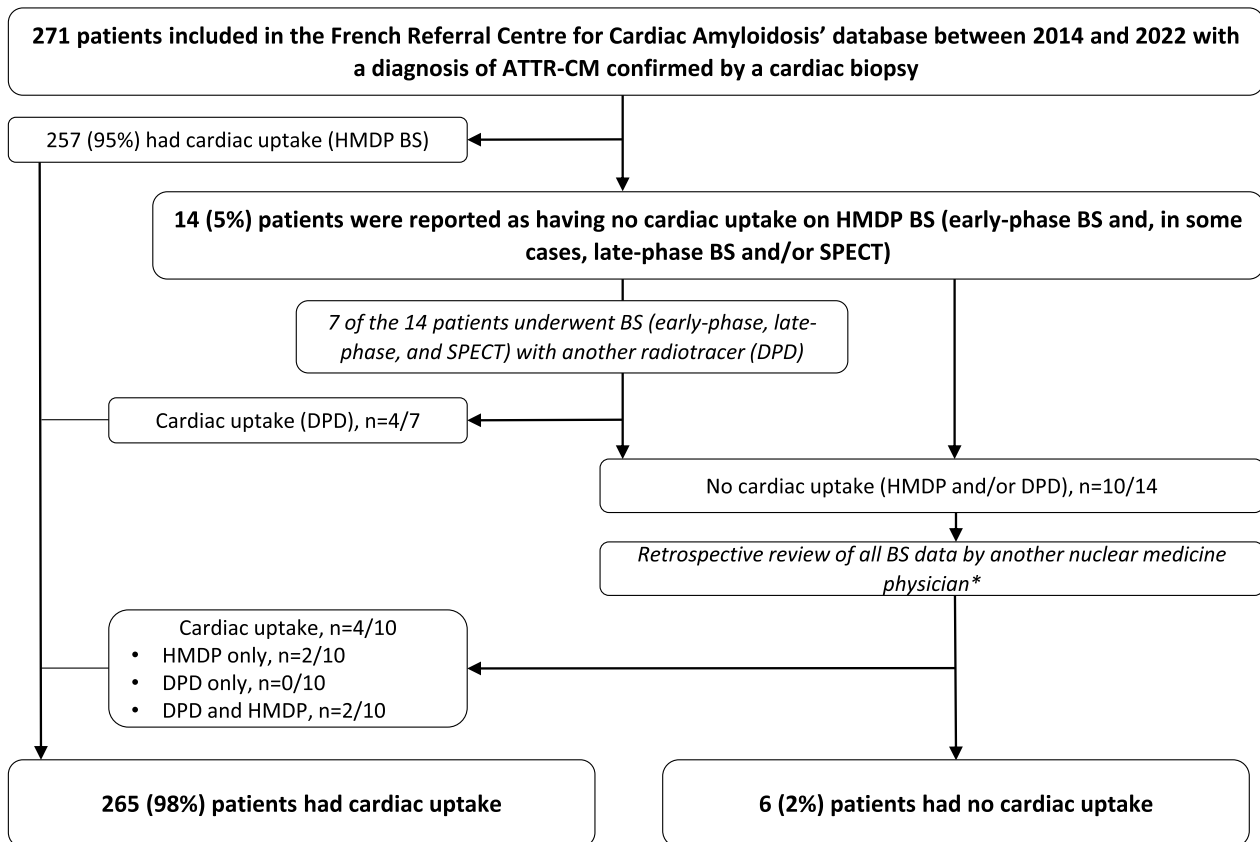 271 patients included in the French Referral Centre for Cardiac Amyloidosis’ database between 2014 and 2022 with
a diagnosis of ATTR-CM confirmed by a cardiac biopsy
257 (95%) had cardiac uptake (HMDP BS)
14 (5%) patients were reported as having no cardiac uptake on HMDP BS (early-phase BS and, in some
cases, late-phase BS and/or SPECT)
7 of the 14 patients underwent BS (early-phase, late-
phase, and SPECT) with another radiotracer (DPD)
Cardiac uptake (DPD), n=4/7
No cardiac uptake (HMDP and/or DPD), n=10/14
Retrospective review of all BS data by another nuclear medicine
physician*
Cardiac uptake, n=4/10
• HMDP only, n=2/10
• DPD only, n=0/10
• DPD and HMDP, n=2/10
265 (98%) patients had cardiac uptake
6 (2%) patients had no cardiac uptake